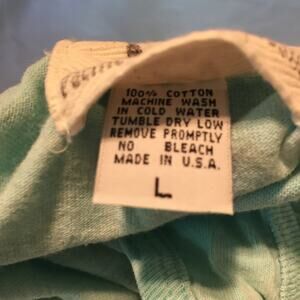 100% COTTON
MACHINE WASH
IN COLD WATER
TUMBLE DRY LOW
REMOVE PROMPTLY
NO BLEACH
MADE IN U.S.A.
L